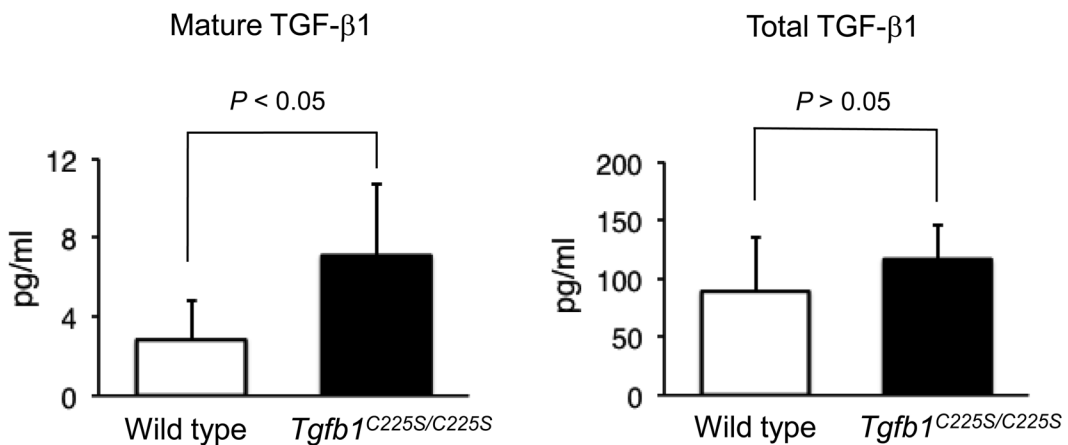 Mature TGF-β1
P < 0.05
12
8
4
0
pg/ml
Wild type
Tgfb1C225S/C225S
Total TGF-β1
P > 0.05
200
150
100
50
0
pg/ml
Wild type
Tgfb1C225S/C225S